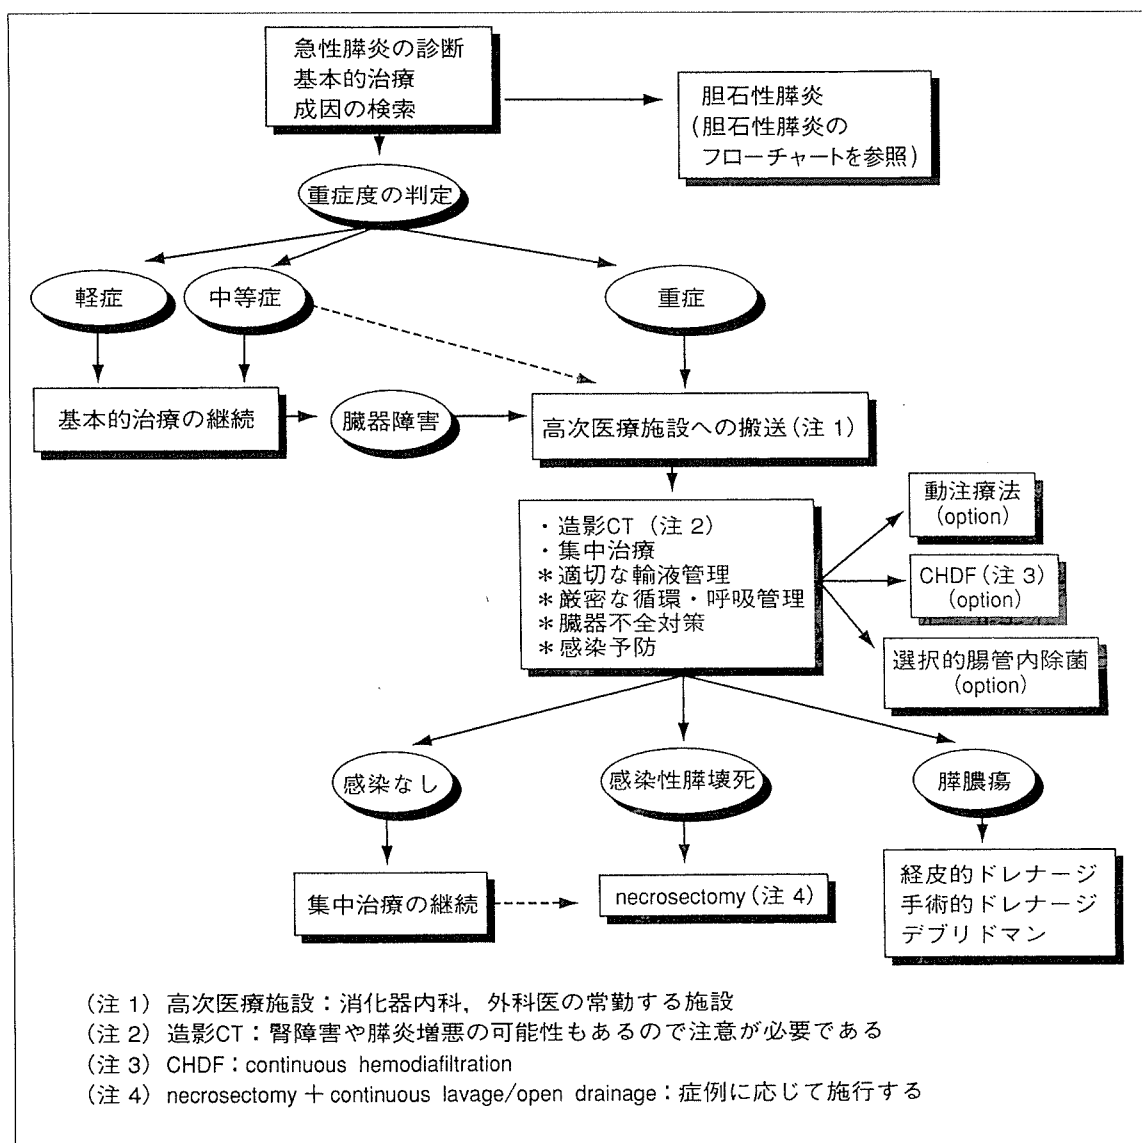 急性膵炎の診断
基本的治療
成因の検索
胆石性膵炎
(胆石性膵炎の
フローチャートを参照)
重症度の判定
軽症
中等症
重症
基本的治療の継続
臓器障害
高次医療施設への搬送(注 1)
・造影CT (注 2)
・集中治療
*適切な輸液管理
*厳密な循環・呼吸管理
*臓器不全対策
*感染予防
動注療法
(option)
CHDF(注 3)
(option)
選択的腸管内除菌
(option)
感染なし
感染性膵壊死
膵膿瘍
集中治療の継続
necrosectomy(注 4)
経皮的ドレナージ
手術的ドレナージ
デブリドマン
(注 1) 高次医療施設:消化器内科,外科医の常勤する施設
(注 2) 造影CT:腎障害や膵炎増悪の可能性もあるので注意が必要である
(注 3) CHDF:continuous hemodiafiltration
(注 4) necrosectomy+continuous lavage/open drainage:症例に応じて施行する